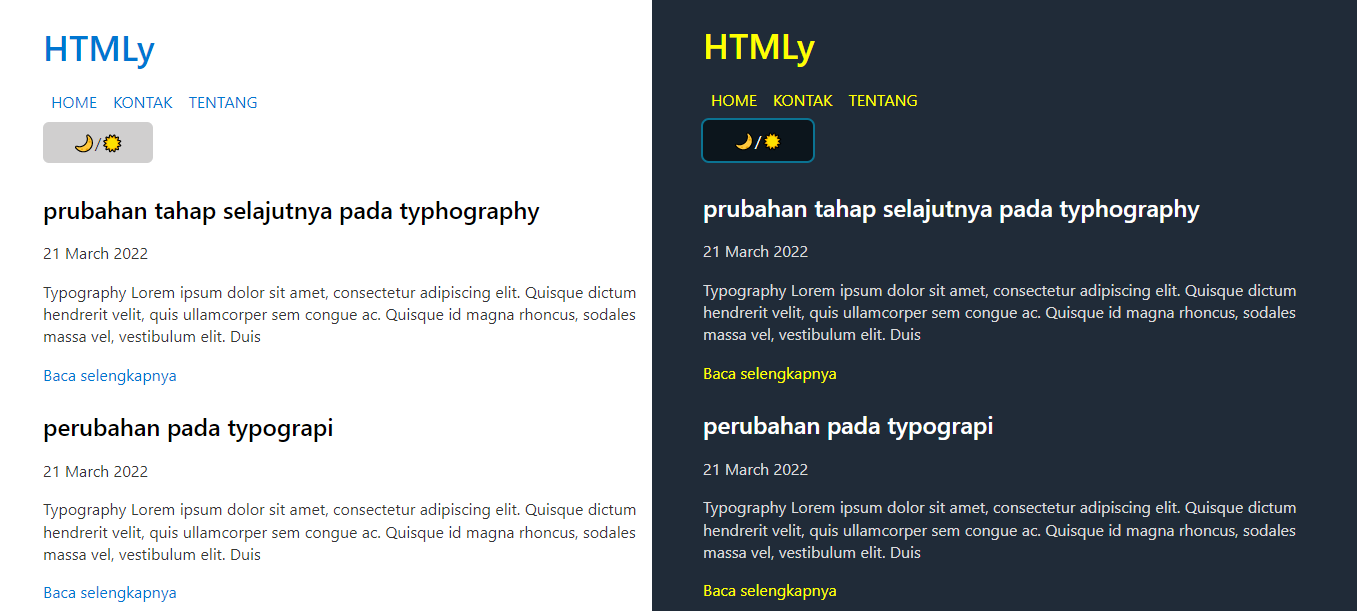 HTMLy
HOME KONTAK TENTANG
🌙/🌞
prubahan tahap selajutnya pada typhography
21 March 2022
Typography Lorem ipsum dolor sit amet, consectetur adipiscing elit. Quisque dictum
hendrerit velit, quis ullamcorper sem congue ac. Quisque id magna rhoncus, sodales
massa vel, vestibulum elit. Duis
Baca selengkapnya
perubahan pada typograpi
21 March 2022
Typography Lorem ipsum dolor sit amet, consectetur adipiscing elit. Quisque dictum
hendrerit velit, quis ullamcorper sem congue ac. Quisque id magna rhoncus, sodales
massa vel, vestibulum elit. Duis
Baca selengkapnya
HTMLy
HOME KONTAK TENTANG
🌙/🌞
prubahan tahap selajutnya pada typhography
21 March 2022
Typography Lorem ipsum dolor sit amet, consectetur adipiscing elit. Quisque dictum
hendrerit velit, quis ullamcorper sem congue ac. Quisque id magna rhoncus, sodales
massa vel, vestibulum elit. Duis
Baca selengkapnya
perubahan pada typograpi
21 March 2022
Typography Lorem ipsum dolor sit amet, consectetur adipiscing elit. Quisque dictum
hendrerit velit, quis ullamcorper sem congue ac. Quisque id magna rhoncus, sodales
massa vel, vestibulum elit. Duis
Baca selengkapnya